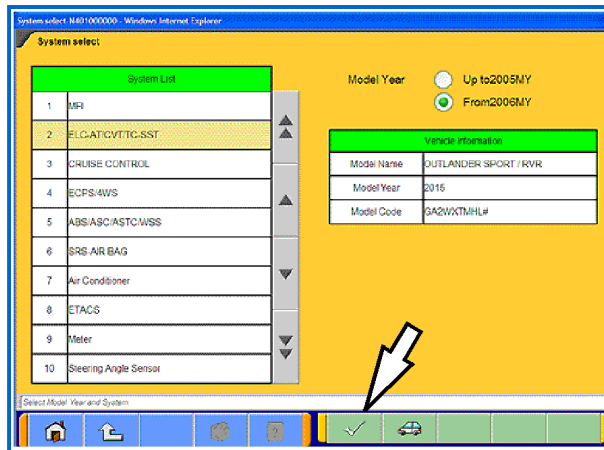 System select-N401000000 - Windows Internet Explorer
System select
System List
1 MFI
2 ELC-AT/CVT/TC-SST
3 CRUISE CONTROL
4 ECPS/4WS
5 ABS/ASC/ASTC/WSS
6 SRS-AIR BAG
7 Air Conditioner
8 ETACS
9 Meter
10 Steering Angle Sensor
Model Year
Up to2005MY
From2006MY
Vehicle Information
Model Name OUTLANDER SPORT / RVR
Model Year 2015
Model Code GA2WXTMHL#
Select Model Year and System
?